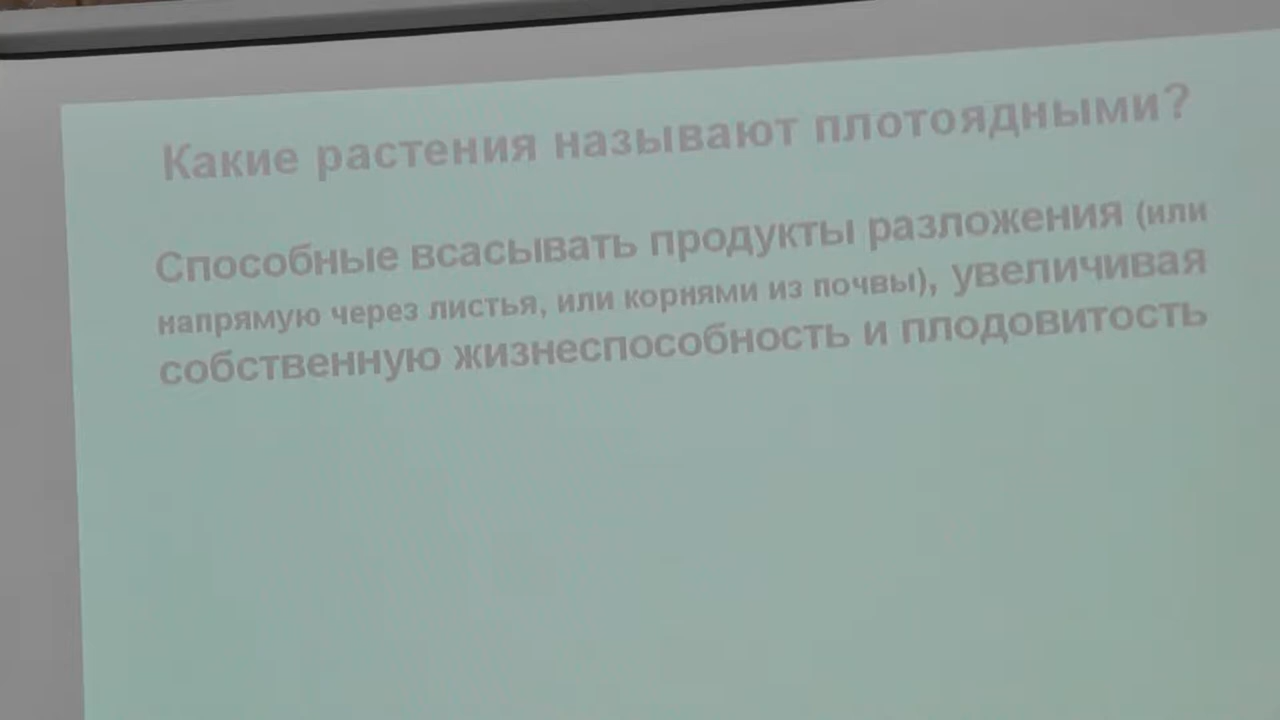 Какие растения называют плотоядными?
Способные всасывать продукты разложения (или
напрямую через листья, или корнями из почвы), увеличивая
собственную жизнеспособность и плодовитость